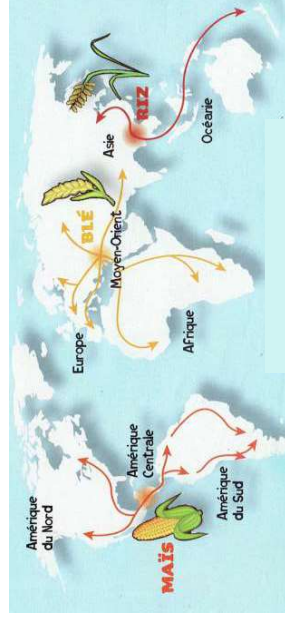 Amérique
du Nord
MAÏS
Amérique
Centrale
Amérique
du Sud
Europe
BLÉ
Moyen-Orient
Afrique
Asie
RIZ
Océanie